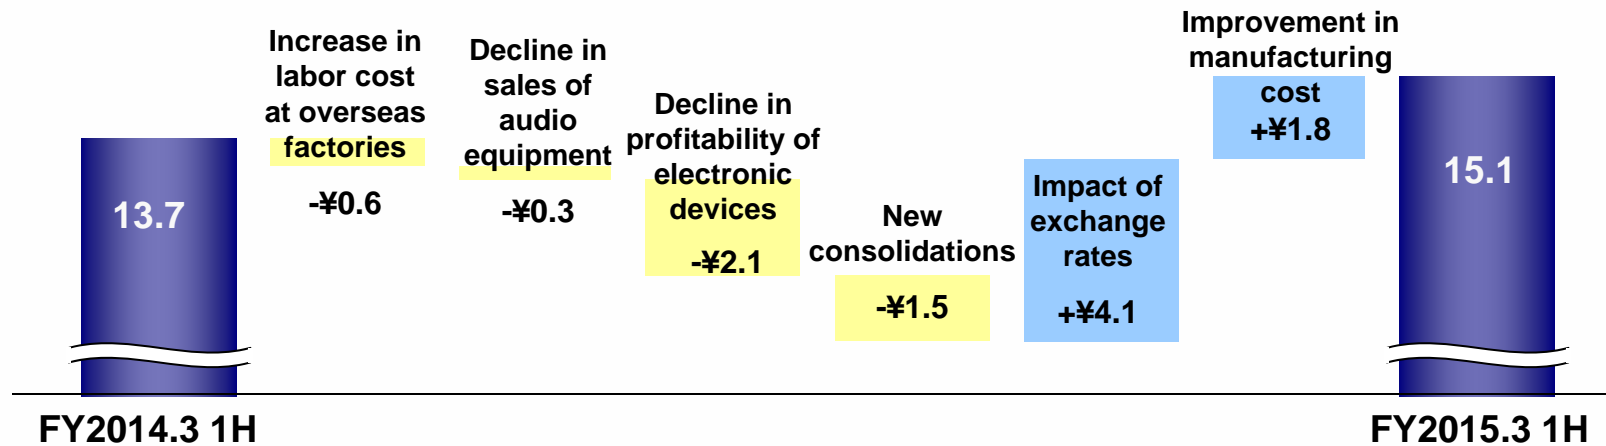 13.7
FY2014.3 1H
Increase in
labor cost
at overseas
factories
-¥0.6
Decline in
sales of
audio
equipment
-¥0.3
Decline in
profitability of
electronic
devices
-¥2.1
New
consolidations
-¥1.5
Impact of
exchange
rates
+¥4.1
Improvement in
manufacturing
cost
+¥1.8
15.1
FY2015.3 1H